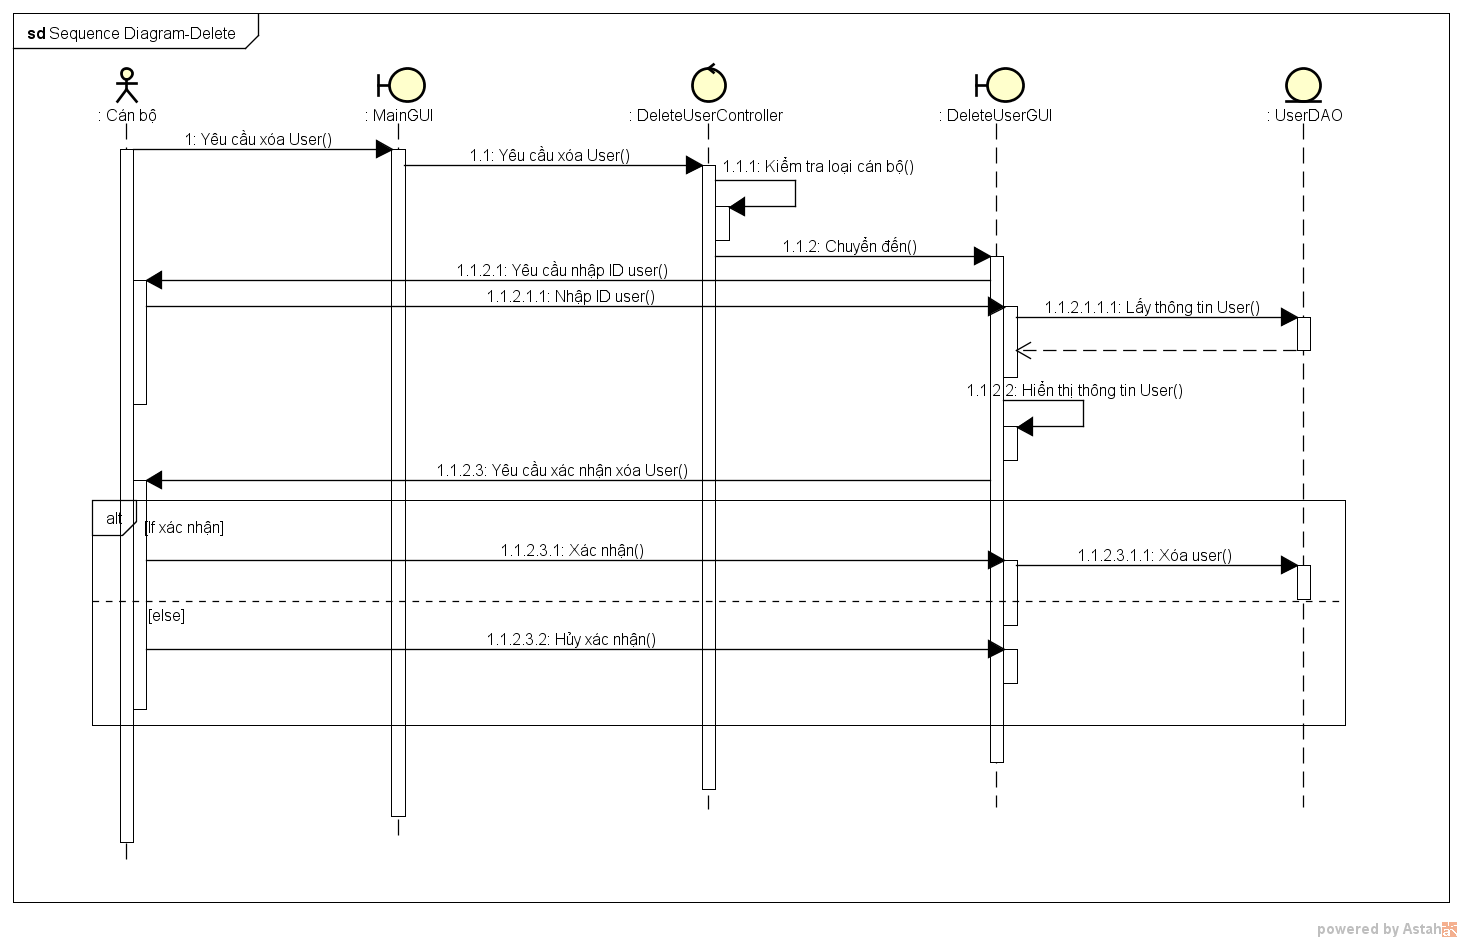 sd Sequence Diagram-Delete
: Cán bộ
: MainGUI
: DeleteUserController
: DeleteUserGUI
: UserDAO
1: Yêu cầu xóa User()
1.1: Yêu cầu xóa User()
1.1.1: Kiểm tra loại cán bộ()
1.1.2: Chuyển đến()
1.1.2.1: Yêu cầu nhập ID user()
1.1.2.1.1: Nhập ID user()
1.1.2.1.1.1: Lấy thông tin User()
1.1.2.2: Hiển thị thông tin User()
1.1.2.3: Yêu cầu xác nhận xóa User()
alt
[If xác nhận]
1.1.2.3.1: Xác nhận()
1.1.2.3.1.1: Xóa user()
[else]
1.1.2.3.2: Hủy xác nhận()
powered by Astah